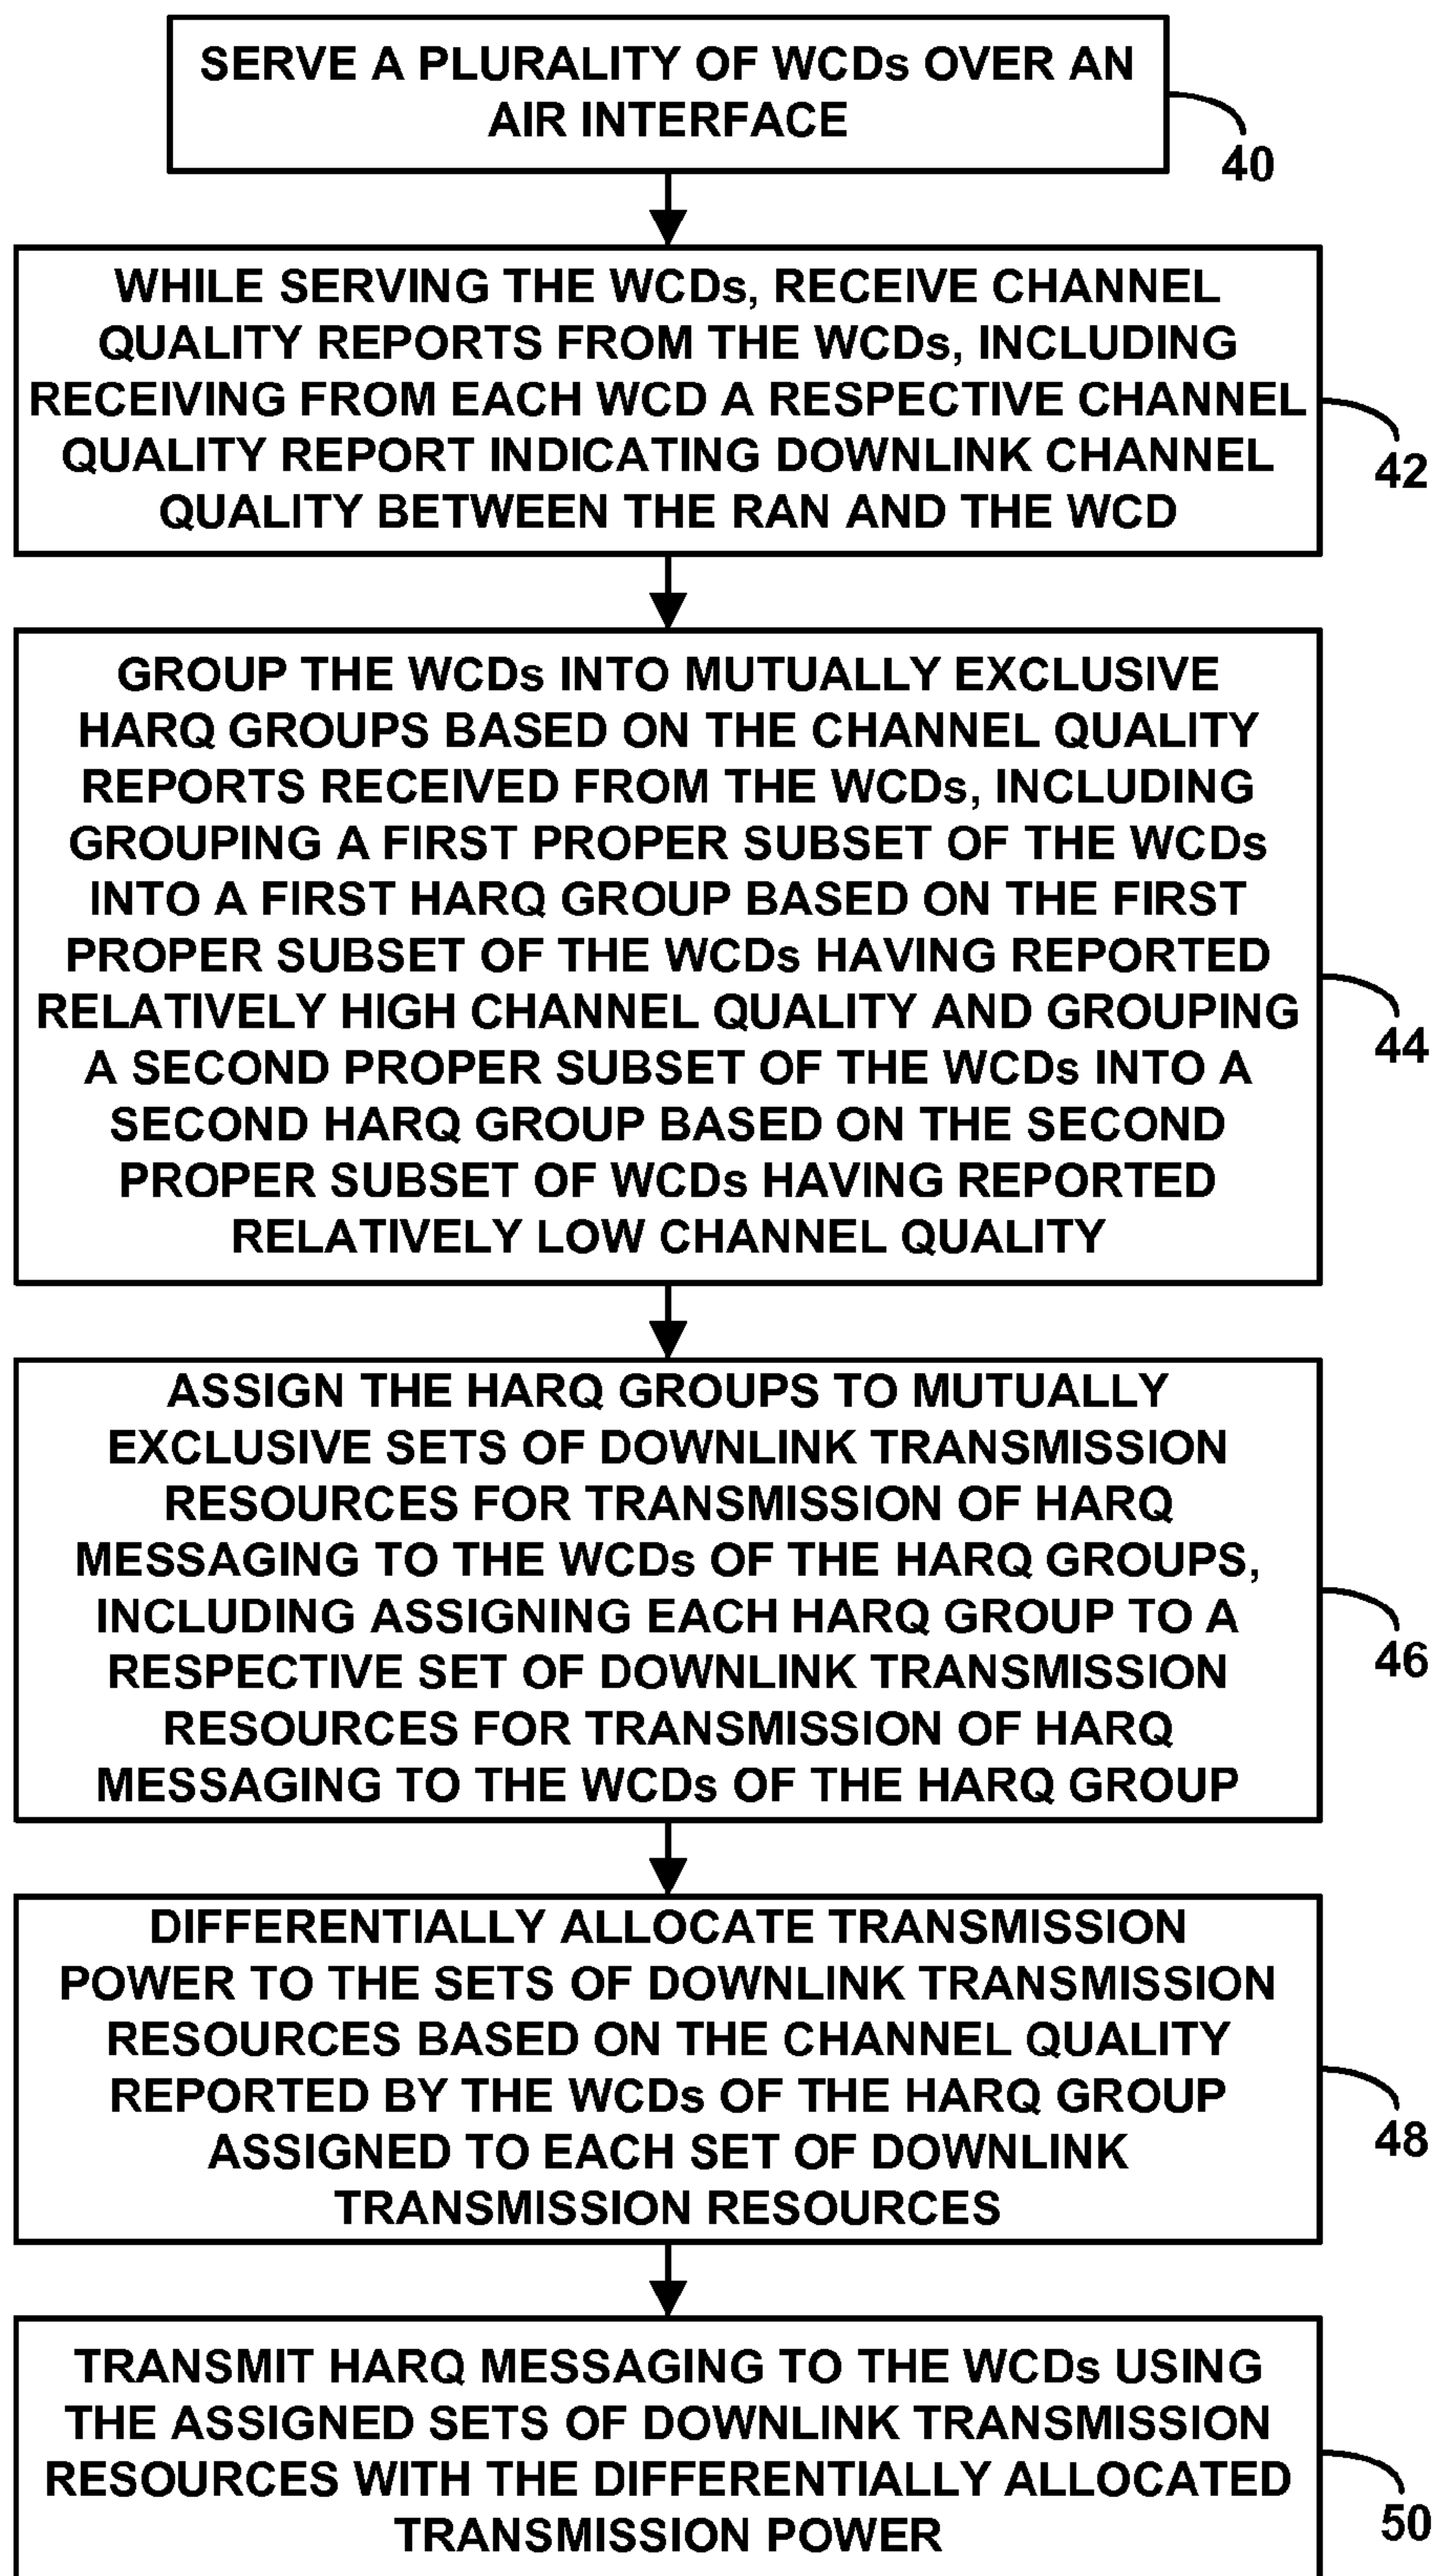 SERVE A PLURALITY OF WCDs OVER AN
AIR INTERFACE
40
WHILE SERVING THE WCDs, RECEIVE CHANNEL
QUALITY REPORTS FROM THE WCDs, INCLUDING
RECEIVING FROM EACH WCD A RESPECTIVE CHANNEL
QUALITY REPORT INDICATING DOWNLINK CHANNEL
QUALITY BETWEEN THE RAN AND THE WCD
42
GROUP THE WCDs INTO MUTUALLY EXCLUSIVE
HARQ GROUPS BASED ON THE CHANNEL QUALITY
REPORTS RECEIVED FROM THE WCDs, INCLUDING
GROUPING A FIRST PROPER SUBSET OF THE WCDs
INTO A FIRST HARQ GROUP BASED ON THE FIRST
PROPER SUBSET OF THE WCDs HAVING REPORTED
RELATIVELY HIGH CHANNEL QUALITY AND GROUPING
A SECOND PROPER SUBSET OF THE WCDs INTO A
SECOND HARQ GROUP BASED ON THE SECOND
PROPER SUBSET OF WCDs HAVING REPORTED
RELATIVELY LOW CHANNEL QUALITY
44
ASSIGN THE HARQ GROUPS TO MUTUALLY
EXCLUSIVE SETS OF DOWNLINK TRANSMISSION
RESOURCES FOR TRANSMISSION OF HARQ
MESSAGING TO THE WCDs OF THE HARQ GROUPS,
INCLUDING ASSIGNING EACH HARQ GROUP TO A
RESPECTIVE SET OF DOWNLINK TRANSMISSION
RESOURCES FOR TRANSMISSION OF HARQ
MESSAGING TO THE WCDs OF THE HARQ GROUP
46
DIFFERENTIALLY ALLOCATE TRANSMISSION
POWER TO THE SETS OF DOWNLINK TRANSMISSION
RESOURCES BASED ON THE CHANNEL QUALITY
REPORTED BY THE WCDs OF THE HARQ GROUP
ASSIGNED TO EACH SET OF DOWNLINK
TRANSMISSION RESOURCES
48
TRANSMIT HARQ MESSAGING TO THE WCDs USING
THE ASSIGNED SETS OF DOWNLINK TRANSMISSION
RESOURCES WITH THE DIFFERENTIALLY ALLOCATED
TRANSMISSION POWER
50